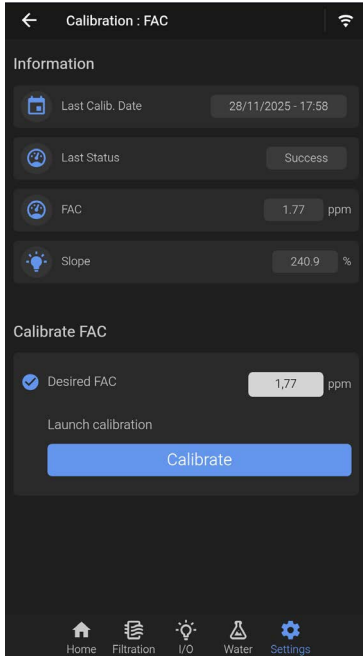 Calibration : FAC
Information
Last Calib. Date 28/11/2025 - 17:58
Last Status Success
FAC 1.77 ppm
Slope 240.9 %
Calibrate FAC
Desired FAC 1,77 ppm
Launch calibration
Calibrate
Home Filtration I/O Water Settings